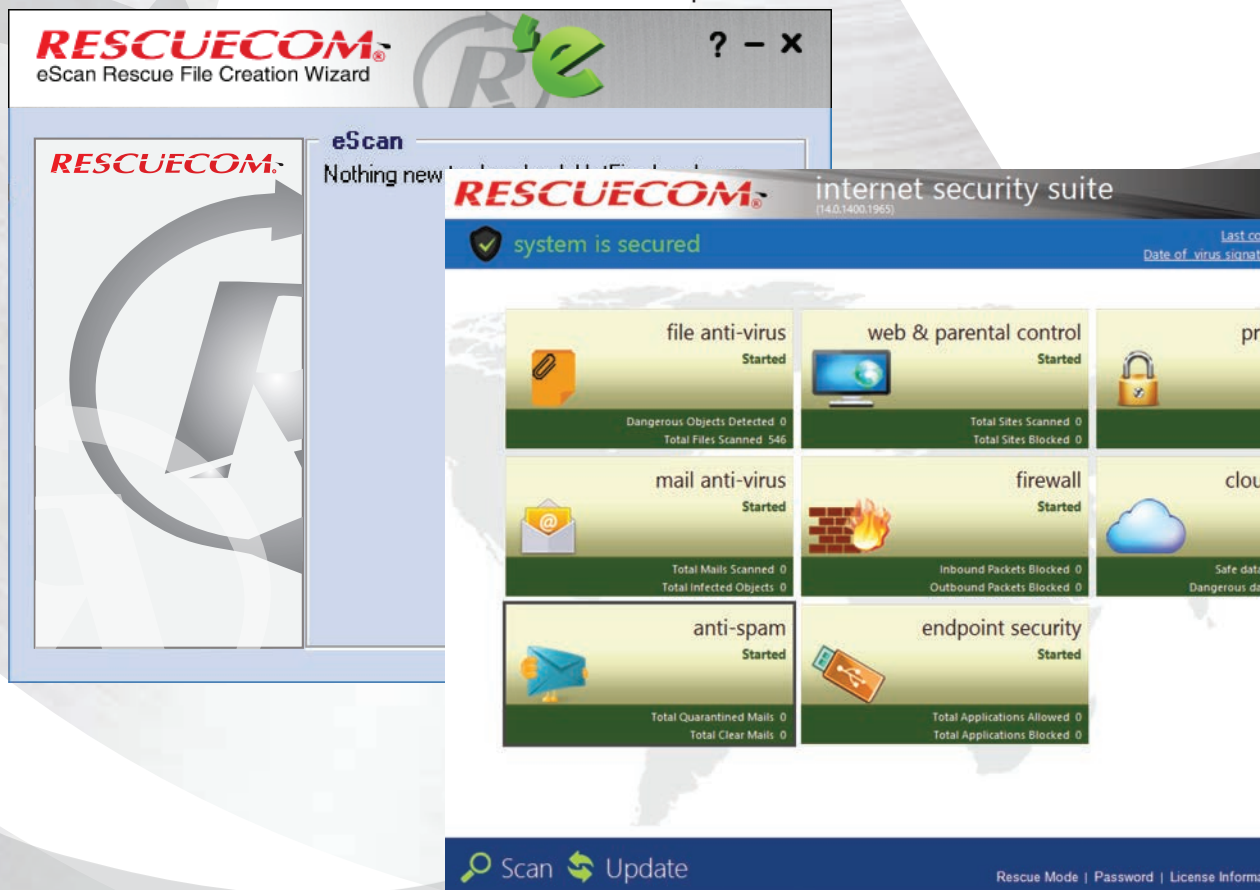 RESCUECOM®
eScan Rescue File Creation Wizard
? – ×
RESCUECOM
eScan
Nothing new
RESCUECOM®
internet security suite
(14.0.1400.1965)
system is secured
Last co
Date of virus signat
file anti-virus
Started
Dangerous Objects Detected 0
Total Files Scanned 546
web & parental control
Started
Total Sites Scanned 0
Total Sites Blocked 0
pr
mail anti-virus
Started
Total Mails Scanned 0
Total Infected Objects 0
firewall
Started
Inbound Packets Blocked 0
Outbound Packets Blocked 0
clou
Safe data
Dangerous da
anti-spam
Started
Total Quarantined Mails 0
Total Clear Mails 0
endpoint security
Started
Total Applications Allowed 0
Total Applications Blocked 0
Scan
Update
Rescue Mode | Password | License Informa